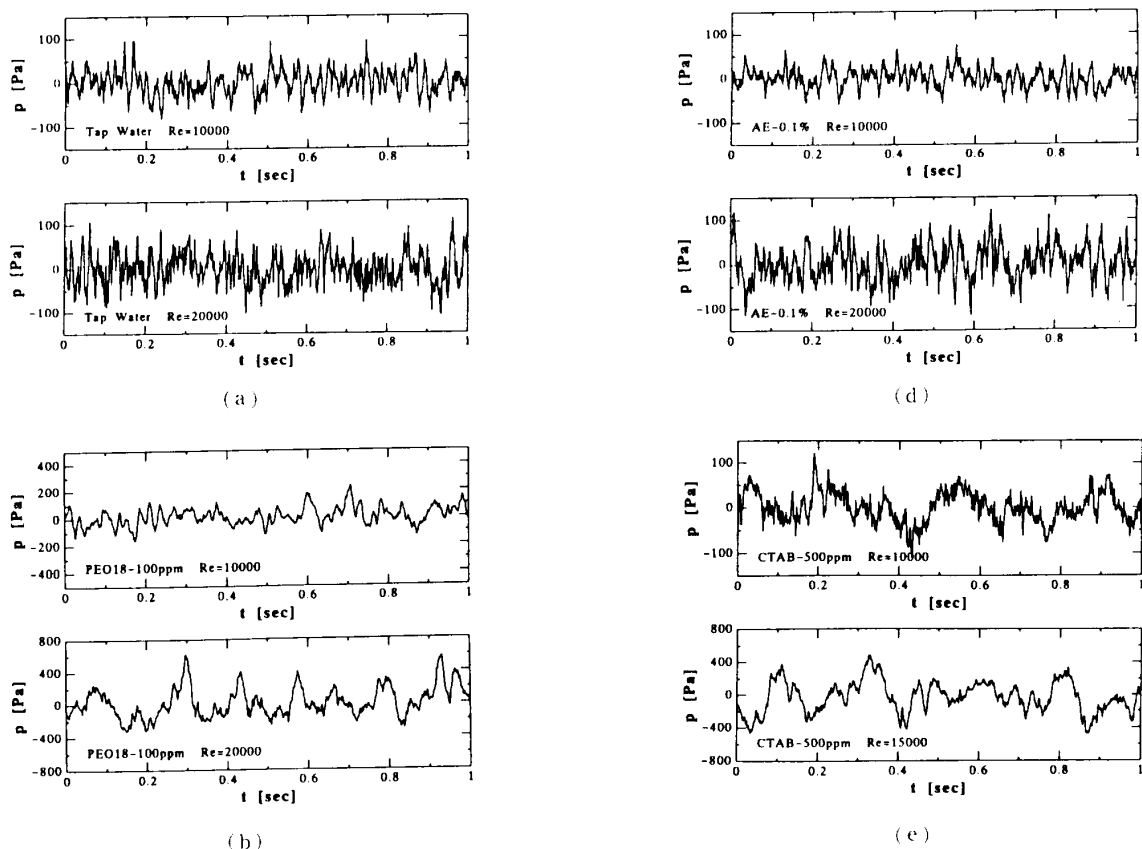 100
0
-100
p [Pa]
Tap Water Re=10000
0 0.2 0.4 0.6 0.8 1
t [sec]
100
0
-100
p [Pa]
Tap Water Re=20000
0 0.2 0.4 0.6 0.8 1
t [sec]
(a)
100
0
-100
p [Pa]
AE-0.1% Re=10000
0 0.2 0.4 0.6 0.8 1
t [sec]
100
0
-100
p [Pa]
AE-0.1% Re=20000
0 0.2 0.4 0.6 0.8 1
t [sec]
(d)
400
200
0
-200
-400
p [Pa]
PEO18-100ppm Re=10000
0 0.2 0.4 0.6 0.8 1
t [sec]
800
400
0
-400
-800
p [Pa]
PEO18-100ppm Re=20000
0 0.2 0.4 0.6 0.8 1
t [sec]
(b)
100
0
-100
p [Pa]
CTAB-500ppm Re=10000
0 0.2 0.4 0.6 0.8 1
t [sec]
800
400
0
-400
-800
p [Pa]
CTAB-500ppm Re=15000
0 0.2 0.4 0.6 0.8 1
t [sec]
(e)